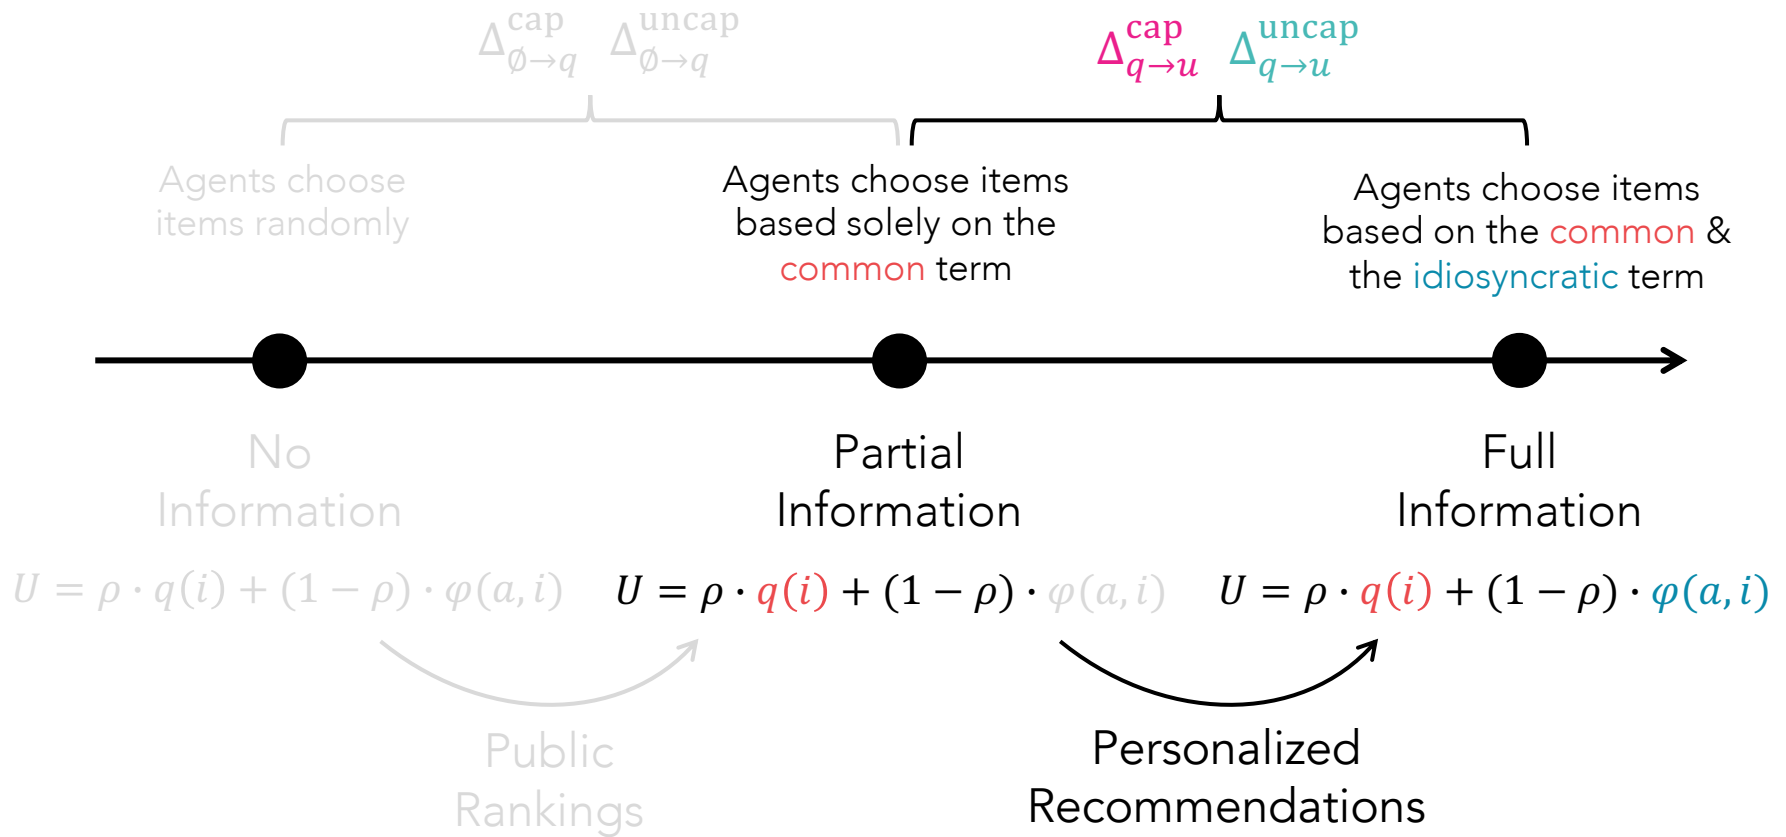 Δ^cap_∅→q Δ^uncap_∅→q
Δ^cap_q→u Δ^uncap_q→u
Agents choose
items randomly
Agents choose items
based solely on the
common term
Agents choose items
based on the common &
the idiosyncratic term
No
Information
Partial
Information
Full
Information
U = ρ · q(i) + (1 − ρ) · φ(a, i)
U = ρ · q(i) + (1 − ρ) · φ(a, i)
U = ρ · q(i) + (1 − ρ) · φ(a, i)
Public
Rankings
Personalized
Recommendations